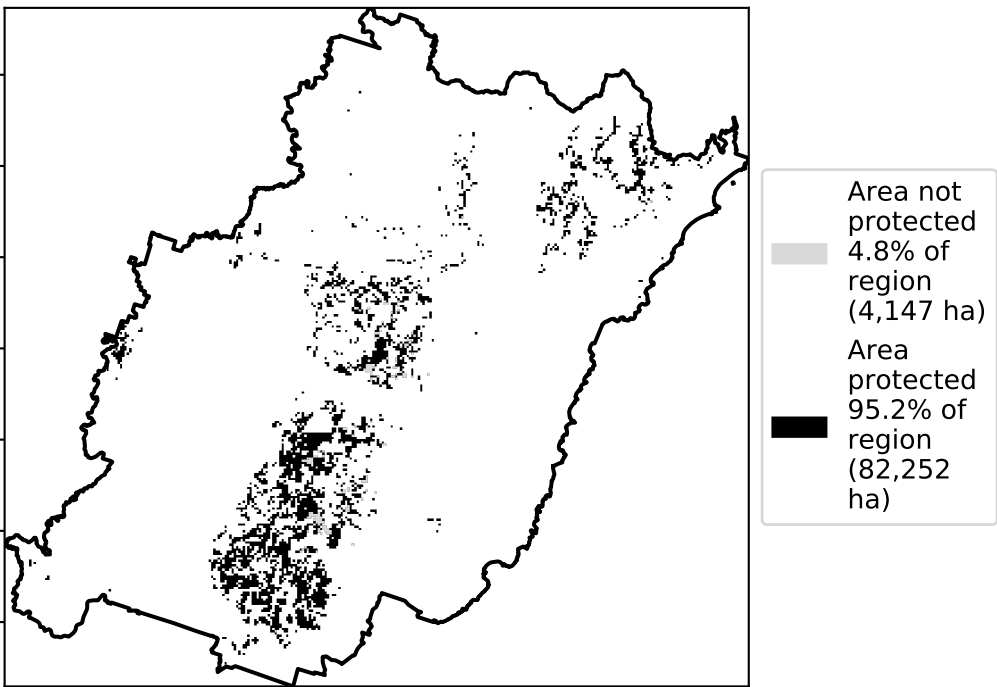 Area not
protected
4.8% of
region
(4,147 ha)
Area
protected
95.2% of
region
(82,252
ha)